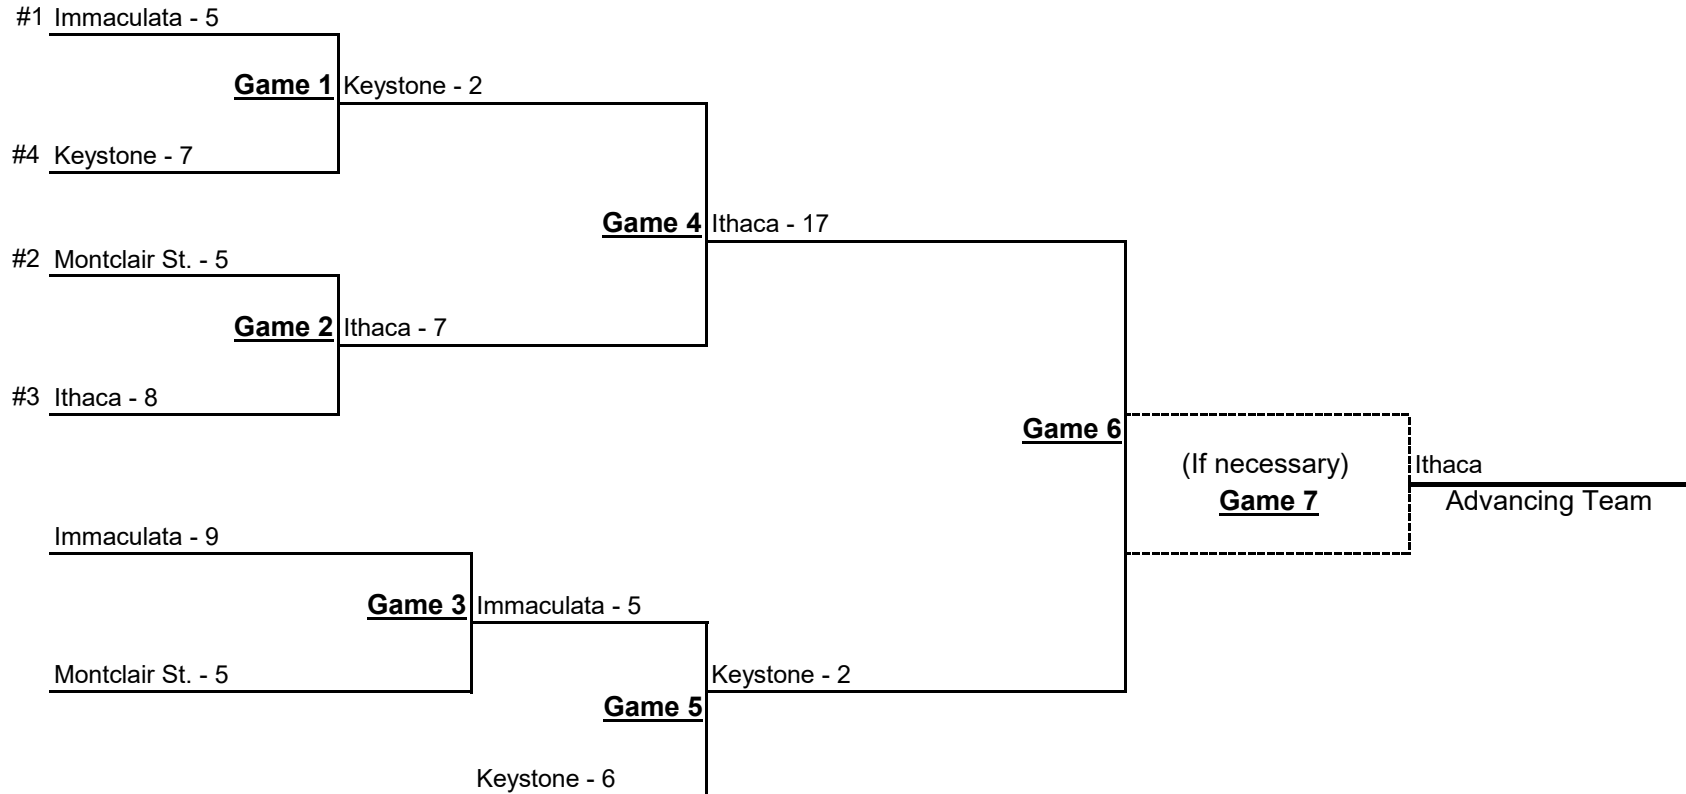 #1 Immaculata - 5
Game 1 Keystone - 2
#4 Keystone - 7
Game 4 Ithaca - 17
#2 Montclair St. - 5
Game 2 Ithaca - 7
#3 Ithaca - 8
Game 6
(If necessary)
Game 7
Ithaca
Advancing Team
Immaculata - 9
Game 3 Immaculata - 5
Montclair St. - 5
Keystone - 2
Game 5
Keystone - 6